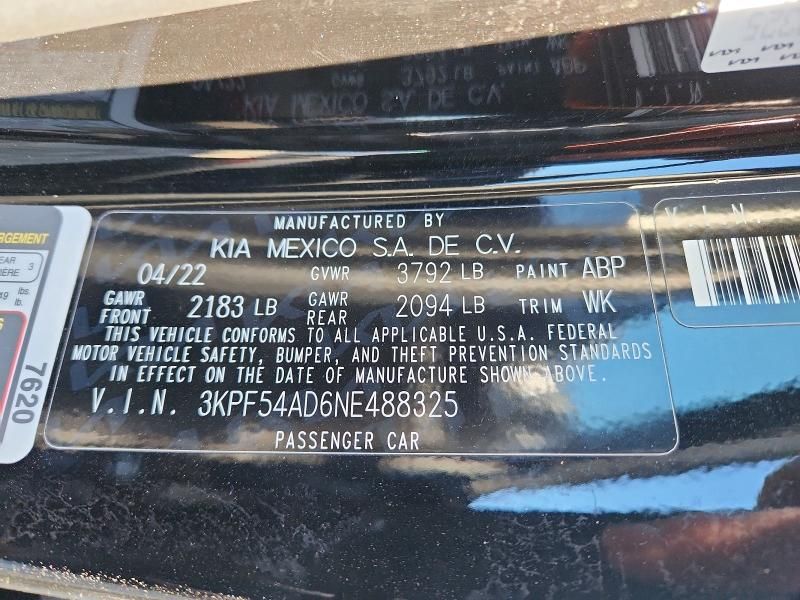 MANUFACTURED BY
KIA MEXICO S.A. DE C.V.
04/22 GVWR 3792 LB PAINT ABP
GAWR FRONT 2183 LB GAWR REAR 2094 LB TRIM WK
THIS VEHICLE CONFORMS TO ALL APPLICABLE U.S.A. FEDERAL
MOTOR VEHICLE SAFETY, BUMPER, AND THEFT PREVENTION STANDARDS
IN EFFECT ON THE DATE OF MANUFACTURE SHOWN ABOVE.
V.I.N. 3KPF54AD6NE488325
PASSENGER CAR
V.I.N.
7620
3
lbs.